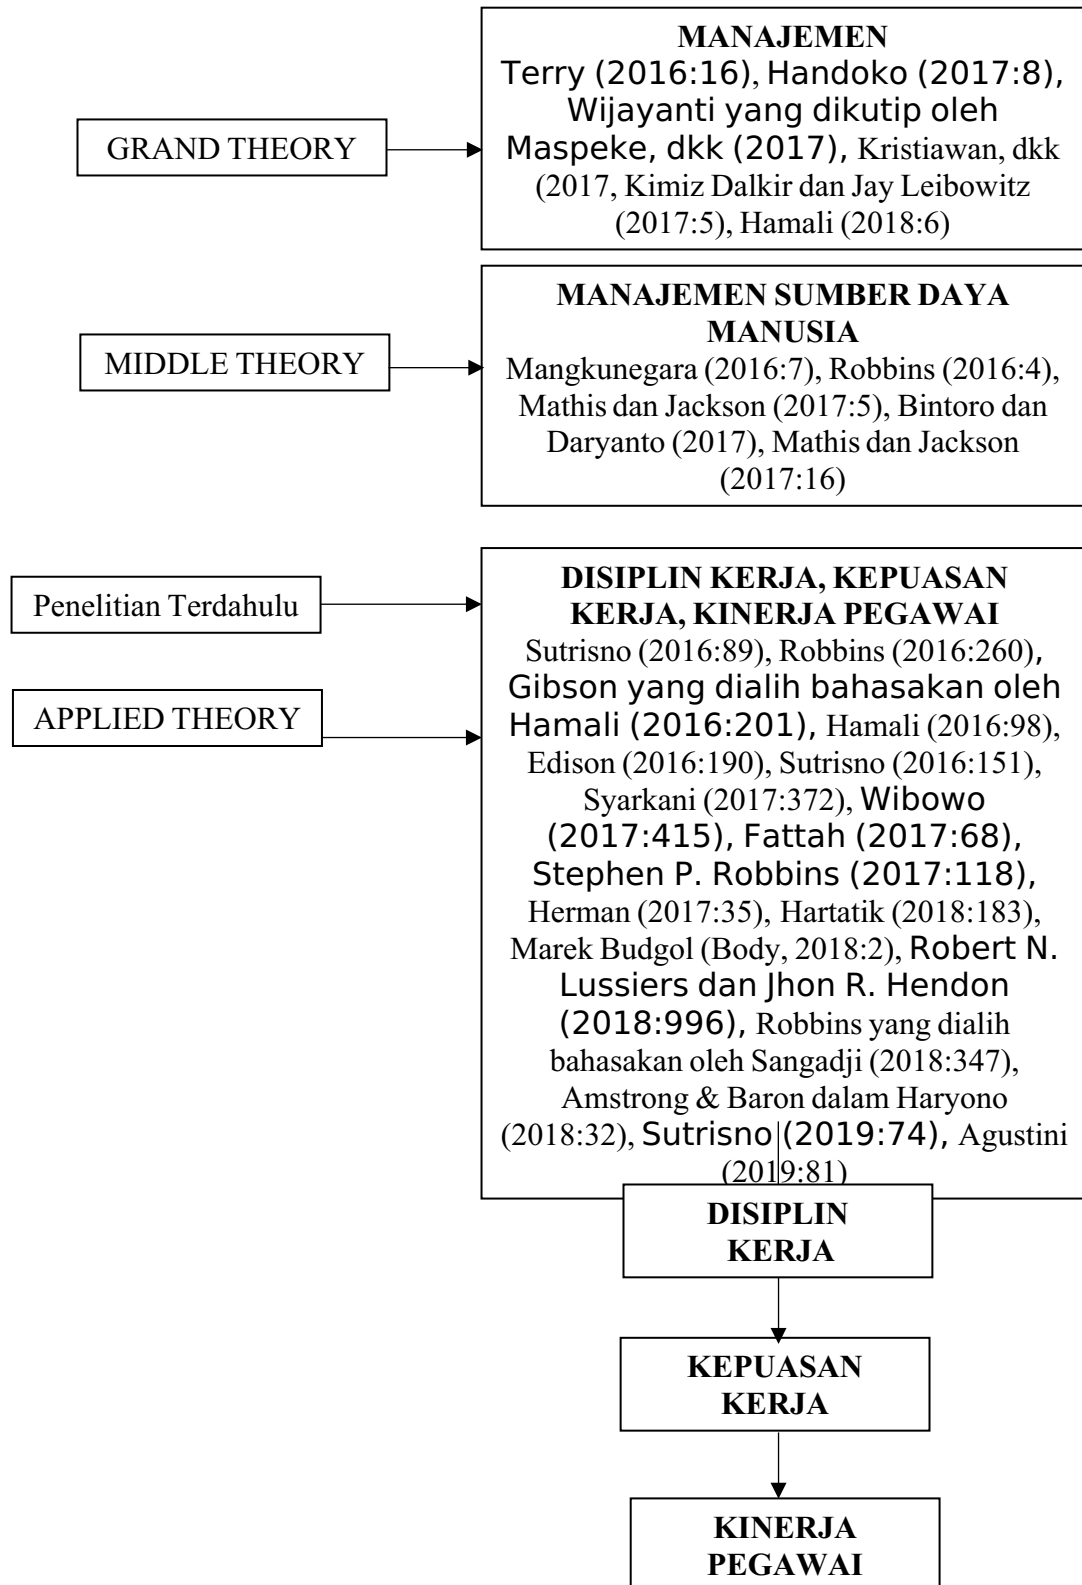 MANAJEMEN
Terry (2016:16), Handoko (2017:8),
Wijayanti yang dikutip oleh
Maspeke, dkk (2017), Kristiawan, dkk
(2017, Kimiz Dalkir dan Jay Leibowitz
(2017:5), Hamali (2018:6)
GRAND THEORY
MANAJEMEN SUMBER DAYA
MANUSIA
Mangkunegara (2016:7), Robbins (2016:4),
Mathis dan Jackson (2017:5), Bintoro dan
Daryanto (2017), Mathis dan Jackson
(2017:16)
MIDDLE THEORY
Penelitian Terdahulu
APPLIED THEORY
DISIPLIN KERJA, KEPUASAN
KERJA, KINERJA PEGAWAI
Sutrisno (2016:89), Robbins (2016:260),
Gibson yang dialih bahasakan oleh
Hamali (2016:201), Hamali (2016:98),
Edison (2016:190), Sutrisno (2016:151),
Syarkani (2017:372), Wibowo
(2017:415), Fattah (2017:68),
Stephen P. Robbins (2017:118),
Herman (2017:35), Hartatik (2018:183),
Marek Budgol (Body, 2018:2), Robert N.
Lussiers dan Jhon R. Hendon
(2018:996), Robbins yang dialih
bahasakan oleh Sangadji (2018:347),
Amstrong & Baron dalam Haryono
(2018:32), Sutrisno (2019:74), Agustini
(2019:81)
DISIPLIN
KERJA
KEPUASAN
KERJA
KINERJA
PEGAWAI